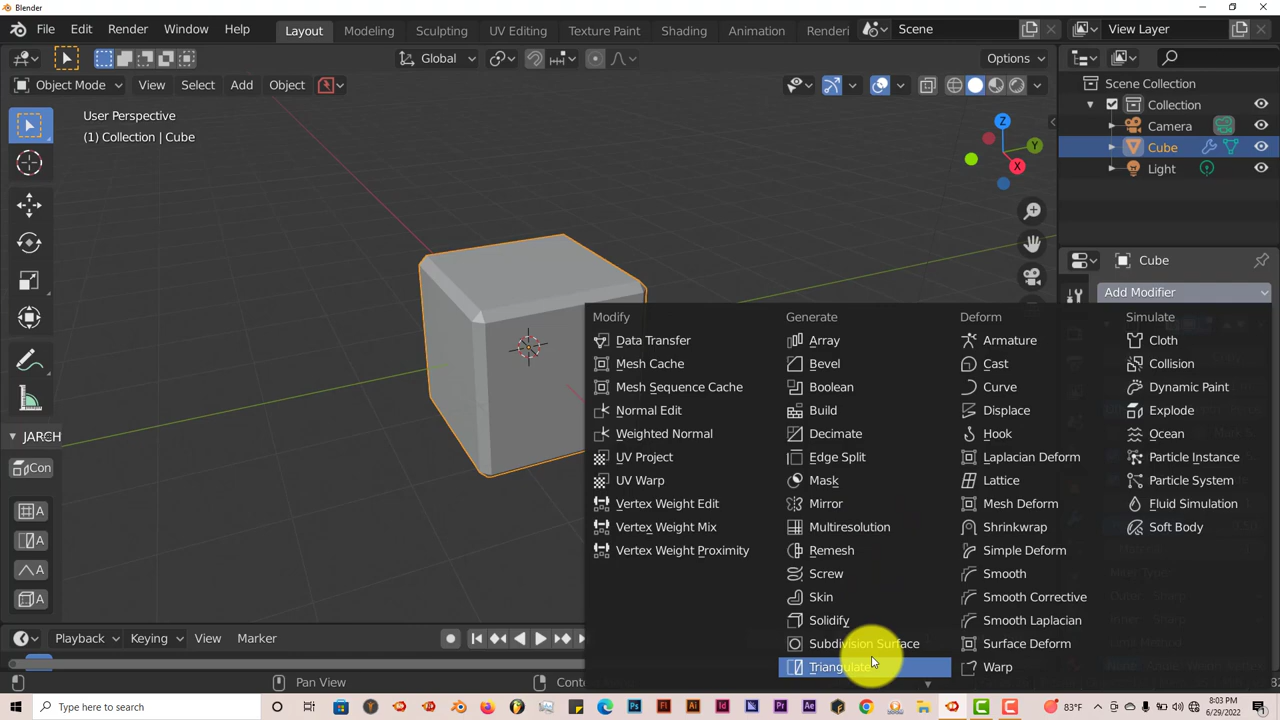 Blender
File Edit Render Window Help Layout Modeling Sculpting UV Editing Texture Paint Shading Animation Renderi Scene View Layer
Global Options
Object Mode View Select Add Object
User Perspective
(1) Collection | Cube
Z
Y
X
Scene Collection
Collection
Camera
Cube
Light
Cube
Add Modifier
Modify Generate Deform Simulate
Data Transfer Array Armature Cloth
Mesh Cache Bevel Cast Collision
Mesh Sequence Cache Boolean Curve Dynamic Paint
Normal Edit Build Displace Explode
Weighted Normal Decimate Hook Ocean
UV Project Edge Split Laplacian Deform Particle Instance
UV Warp Mask Lattice Particle System
Vertex Weight Edit Mirror Mesh Deform Fluid Simulation
Vertex Weight Mix Multiresolution Shrinkwrap Soft Body
Vertex Weight Proximity Remesh Simple Deform
Screw Smooth
Skin Smooth Corrective
Solidify Smooth Laplacian
Subdivision Surface Surface Deform
Triangulate Warp
JARCH
Con
A
A
A
A
Playback Keying View Marker
Pan View
Type here to search
83°F
8:03 PM
6/29/2022